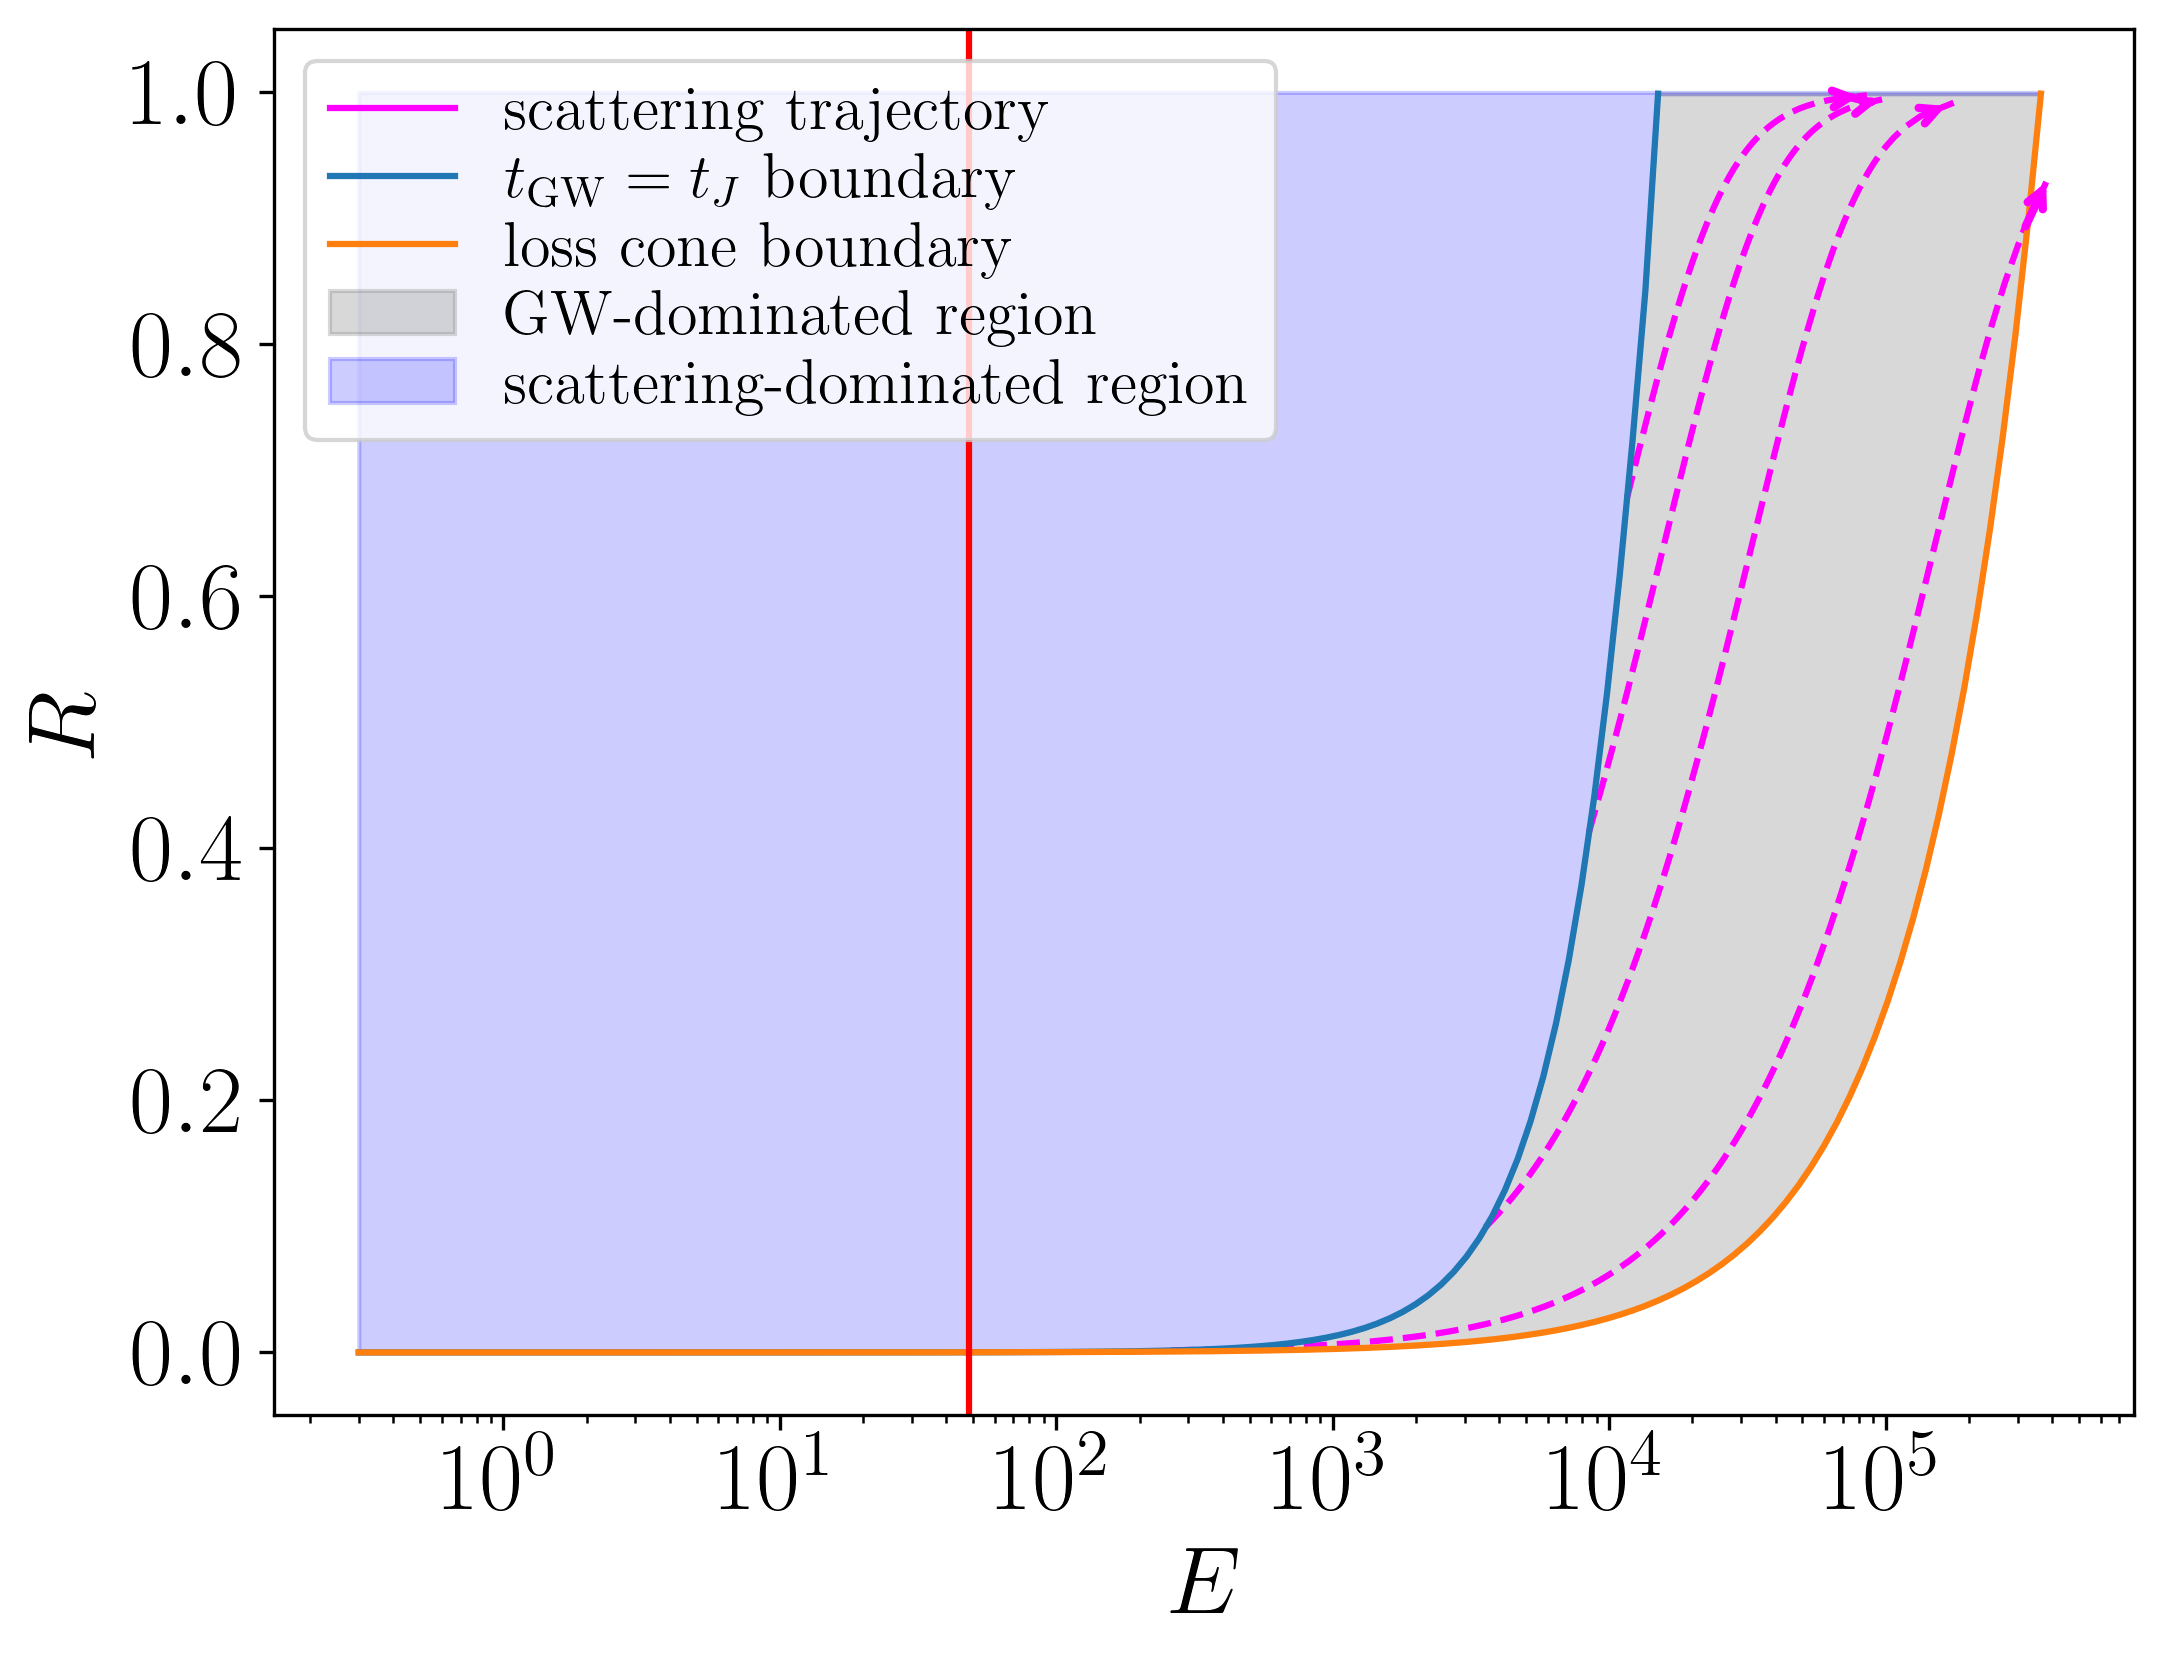 scattering trajectory
t_GW = t_J boundary
loss cone boundary
GW-dominated region
scattering-dominated region
1.0
0.8
0.6
0.4
0.2
0.0
R
10^0 10^1 10^2 10^3 10^4 10^5
E